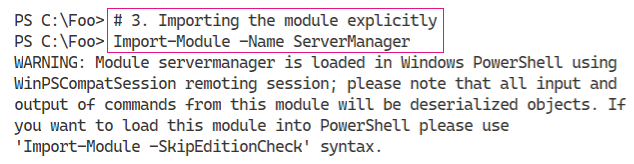 PS C:\Foo> # 3. Importing the module explicitly
PS C:\Foo> Import-Module -Name ServerManager
WARNING: Module servermanager is loaded in Windows PowerShell using
WinPSCompatSession remoting session; please note that all input and
output of commands from this module will be deserialized objects. If
you want to load this module into PowerShell please use
'Import-Module -SkipEditionCheck' syntax.